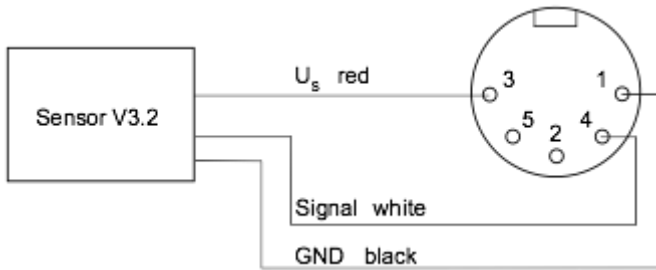 U_s red
3
1
Sensor V3.2
5
2
4
Signal white
GND black